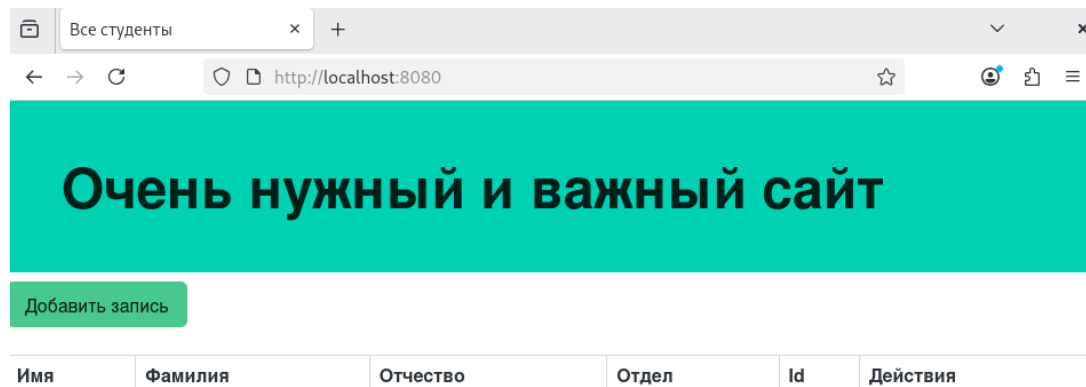 Все студенты
http://localhost:8080
Очень нужный и важный сайт
Добавить запись
Имя Фамилия Отчество Отдел Id Действия